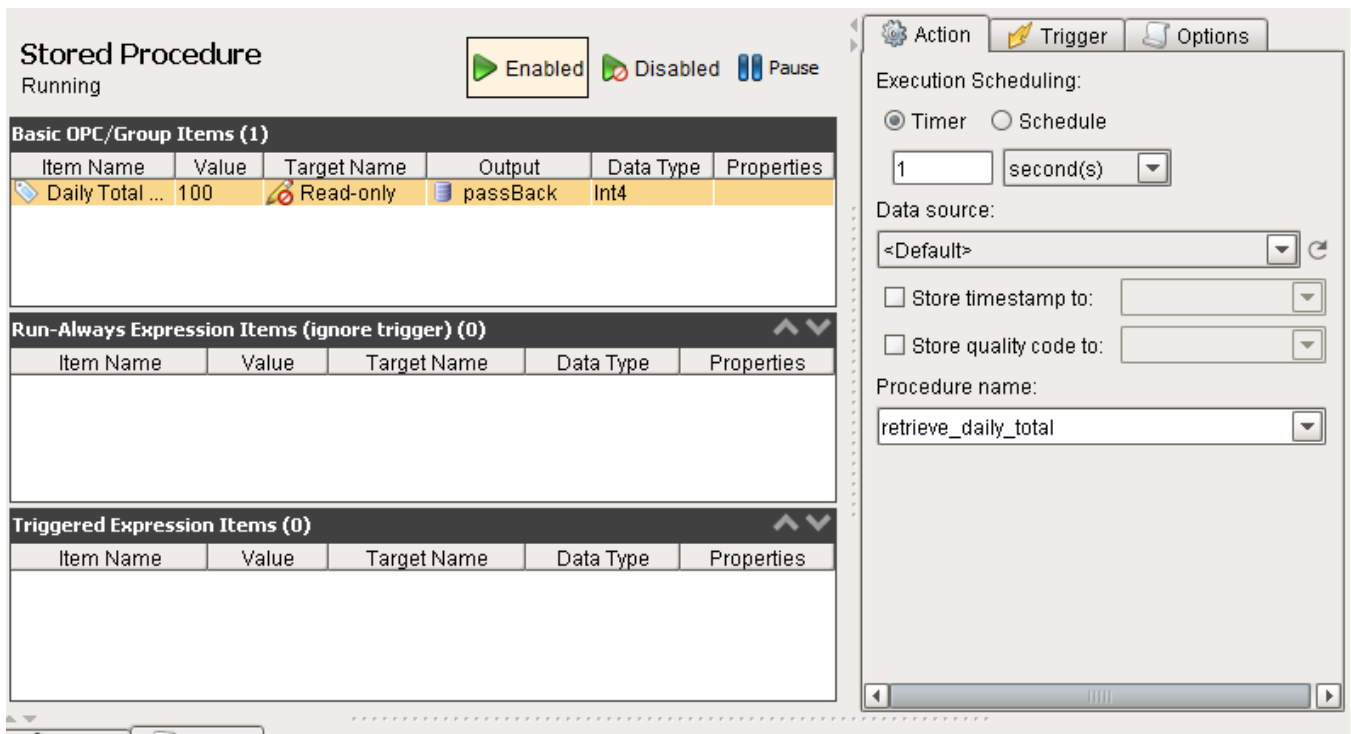 Stored Procedure
Running
Enabled Disabled Pause
Basic OPC/Group Items (1)
Item Name Value Target Name Output Data Type Properties
Daily Total ... 100 Read-only passBack Int4
Run-Always Expression Items (ignore trigger) (0)
Item Name Value Target Name Data Type Properties
Triggered Expression Items (0)
Item Name Value Target Name Data Type Properties
Action Trigger Options
Execution Scheduling:
Timer Schedule
1 second(s)
Data source:
<Default>
Store timestamp to:
Store quality code to:
Procedure name:
retrieve_daily_total